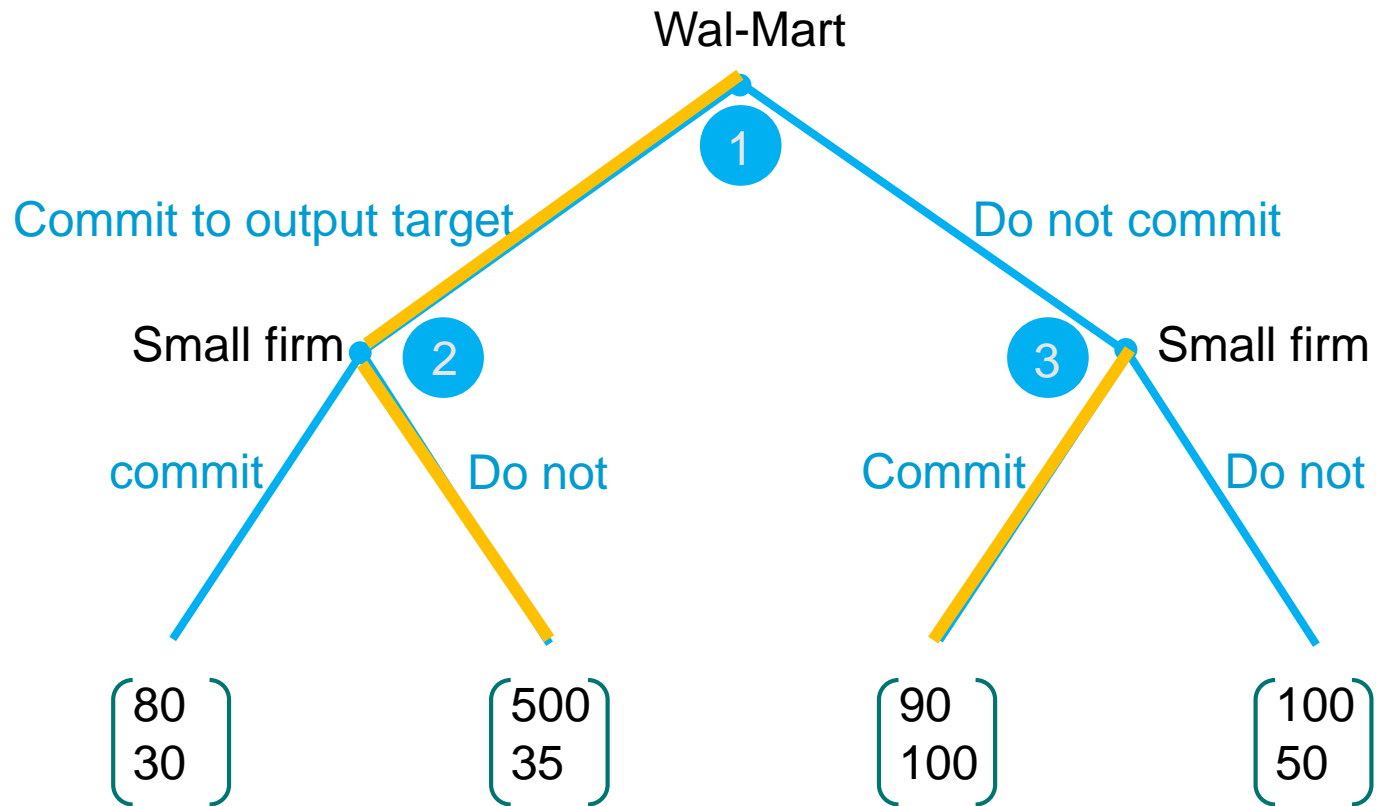 Wal-Mart
1
Commit to output target
Do not commit
Small firm
2
3
Small firm
commit
Do not
Commit
Do not
80
30
500
35
90
100
100
50